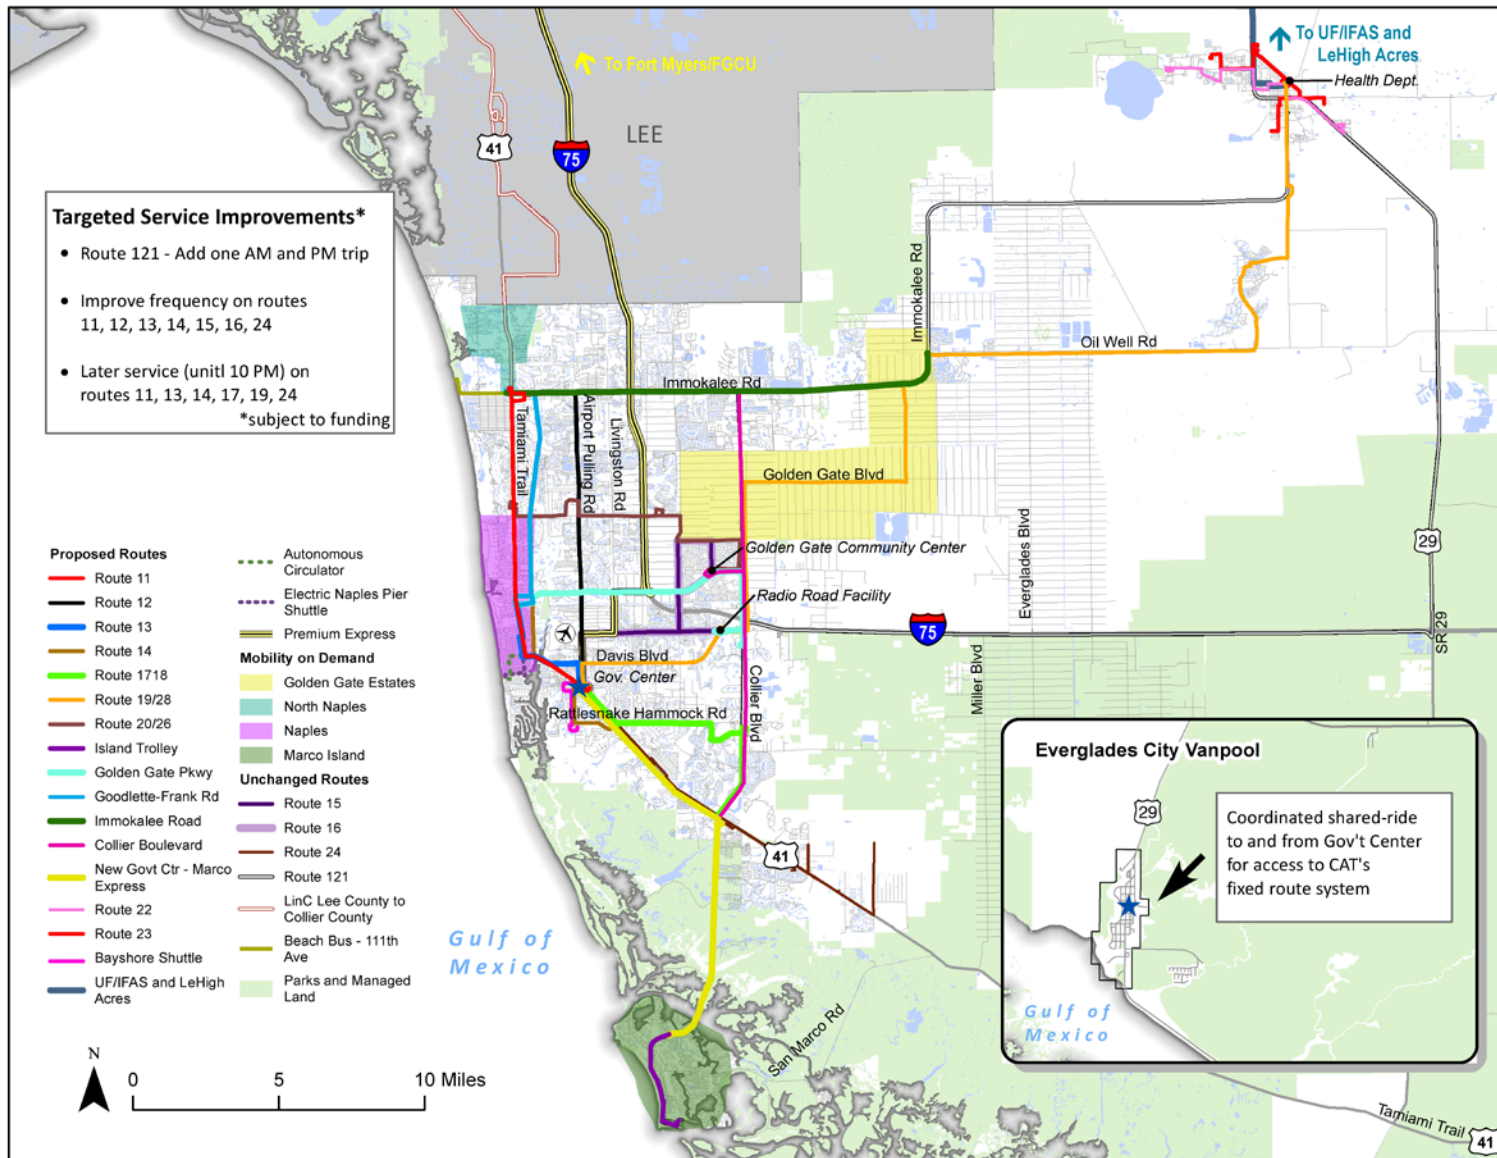 To Fort Myers/FGCU
To UF/IFAS and
LeHigh Acres
Health Dept.
41
75
LEE
Targeted Service Improvements*
• Route 121 - Add one AM and PM trip
• Improve frequency on routes
11, 12, 13, 14, 15, 16, 24
• Later service (unitl 10 PM) on
routes 11, 13, 14, 17, 19, 24
*subject to funding
Immokalee Rd
Oil Well Rd
Immokalee Rd
Tamiami Trail
Airport Pulling Rd
Livingston Rd
Golden Gate Blvd
Everglades Blvd
29
Golden Gate Community Center
Radio Road Facility
75
SR 29
Davis Blvd
Gov. Center
Rattlesnake Hammock Rd
Collier Blvd
Miller Blvd
41
Gulf of
Mexico
San Marco Rd
Tamiami Trail
41
Proposed Routes
Route 11
Route 12
Route 13
Route 14
Route 1718
Route 19/28
Route 20/26
Island Trolley
Golden Gate Pkwy
Goodlette-Frank Rd
Immokalee Road
Collier Boulevard
New Govt Ctr - Marco
Express
Route 22
Route 23
Bayshore Shuttle
UF/IFAS and LeHigh
Acres
Autonomous
Circulator
Electric Naples Pier
Shuttle
Premium Express
Mobility on Demand
Golden Gate Estates
North Naples
Naples
Marco Island
Unchanged Routes
Route 15
Route 16
Route 24
Route 121
LinC Lee County to
Collier County
Beach Bus - 111th
Ave
Parks and Managed
Land
N
0 5 10 Miles
Everglades City Vanpool
29
Coordinated shared-ride
to and from Gov't Center
for access to CAT's
fixed route system
Gulf of
Mexico